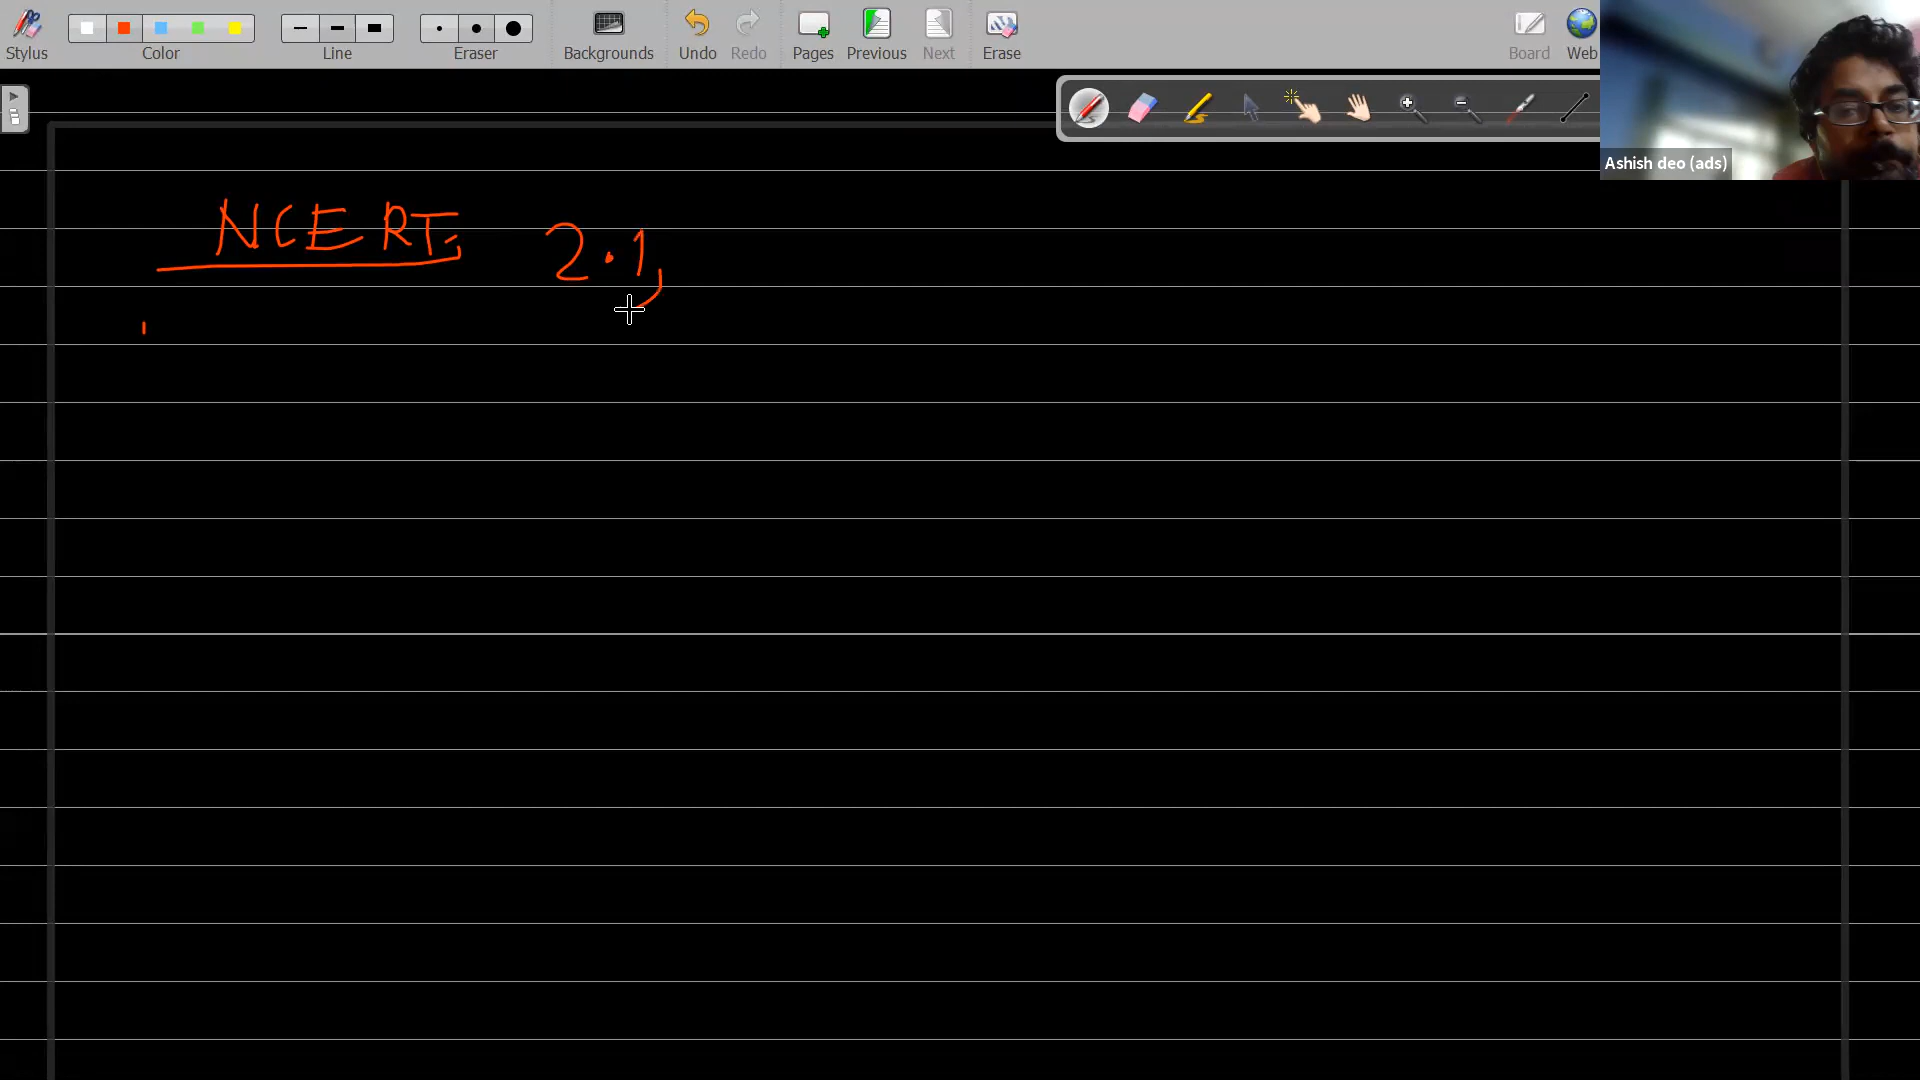 Stylus Color Line Eraser Backgrounds Undo Redo Pages Previous Next Erase Board Web
Ashish deo (ads)
NCERT 2.1,